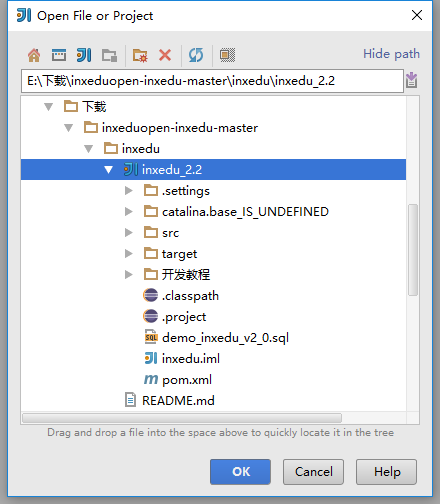 Open File or Project
Hide path
E:\下载\inxeduopen-inxedu-master\inxedu\inxedu_2.2
下载
inxeduopen-inxedu-master
inxedu
inxedu_2.2
.settings
catalina.base_IS_UNDEFINED
src
target
开发教程
.classpath
.project
demo_inxedu_v2_0.sql
inxedu.iml
pom.xml
README.md
Drag and drop a file into the space above to quickly locate it in the tree
OK Cancel Help